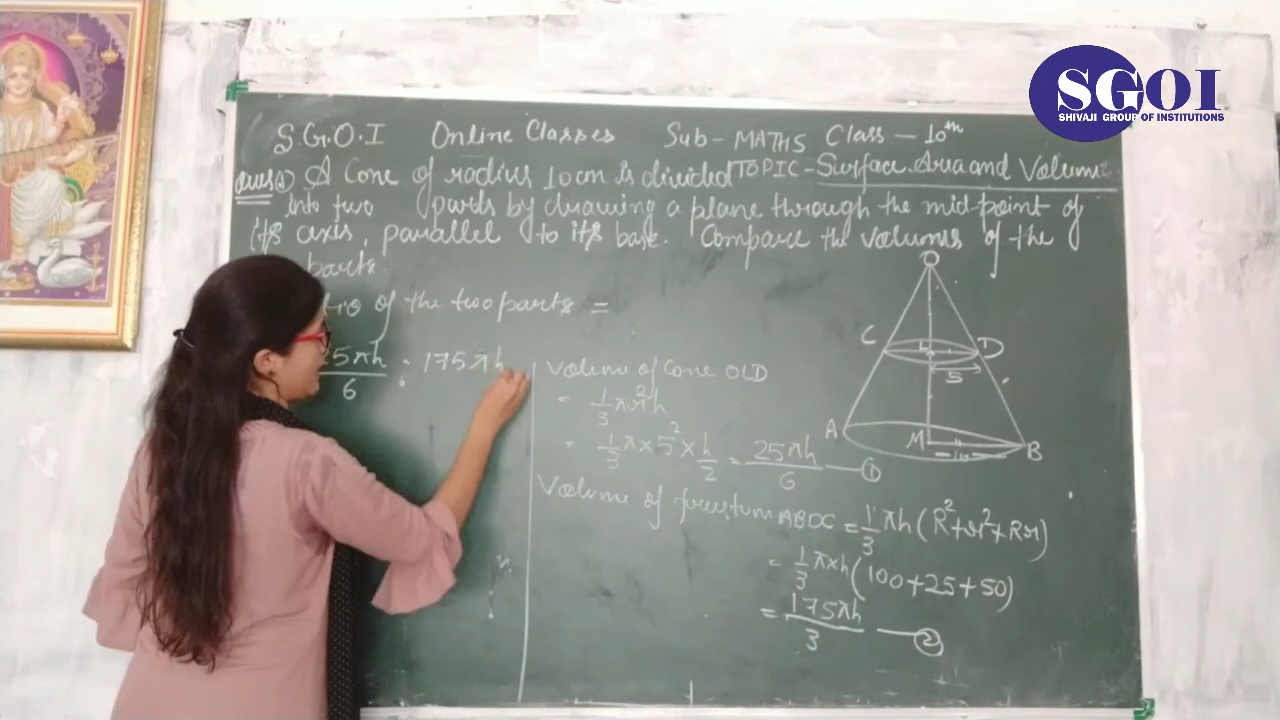 SGOI
SHIVAJI GROUP OF INSTITUTIONS
S.G.O.I Online Classes Sub- MATHS Class - 10th
TOPIC - Surface Area and Volume
Ques (1) A Cone of radius 10cm is divided
into two parts by drawing a plane through the mid-point of
its axis, parallel to its base. Compare the volumes of the
parts.
of the two parts =
5πh/6 : 175πh
Volume of Cone OLD
= 1/3 πr²h
= 1/3 π × 5² × h/2 = 25πh/6 — ①
Volume of frustum ABDC = 1/3 πh (R²+r²+Rr)
= 1/3 π×h (100+25+50)
= 175πh/3 — ②
O
C L D
5
A M 10 B